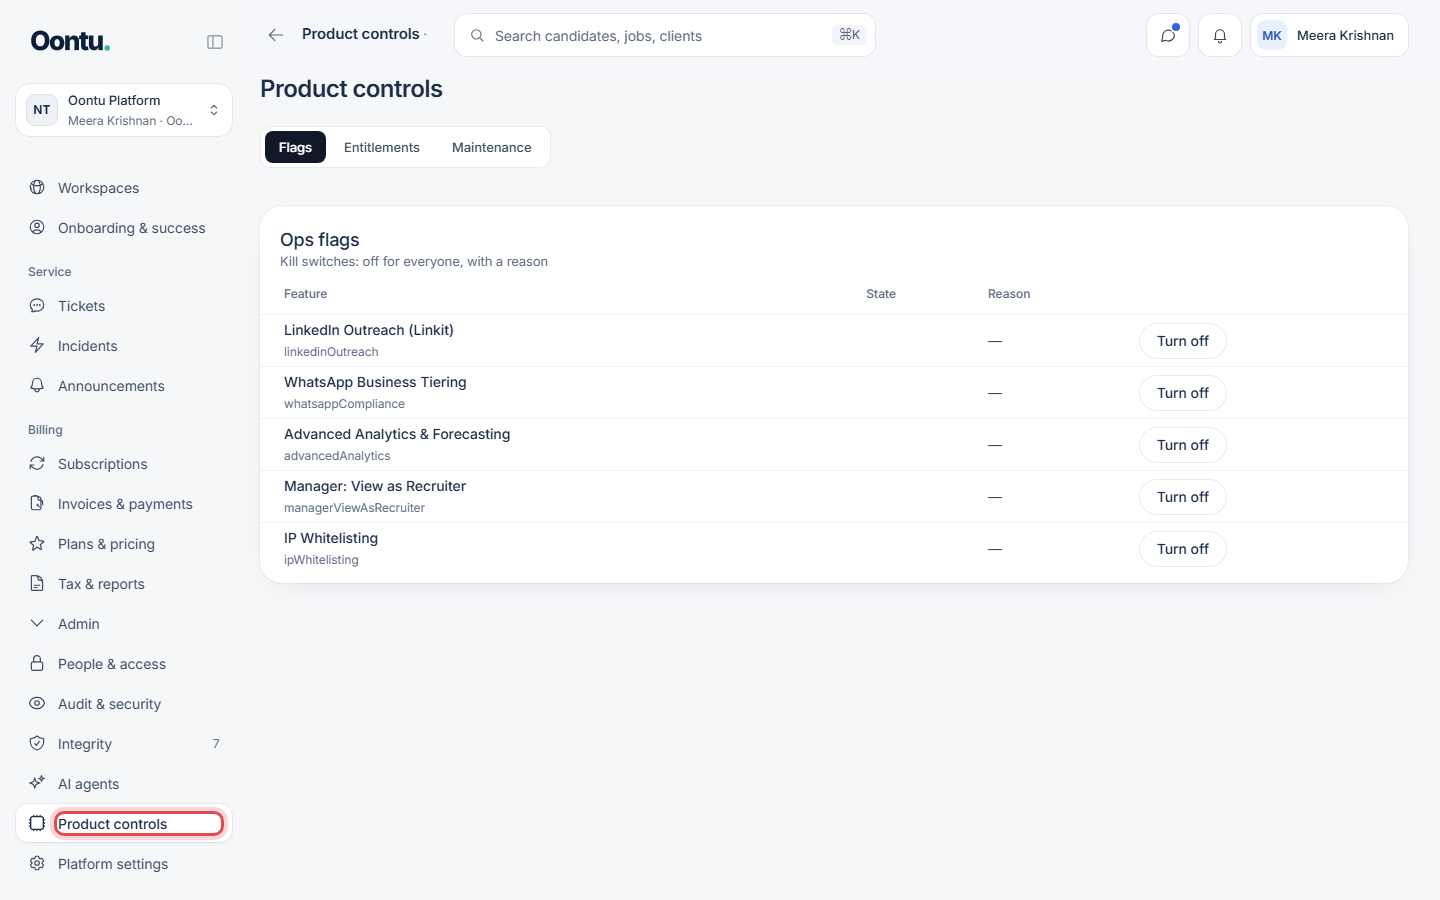 Oontu.
Product controls ·
Search candidates, jobs, clients
⌘K
MK
Meera Krishnan
NT
Oontu Platform
Meera Krishnan · Oo...
Workspaces
Onboarding & success
Service
Tickets
Incidents
Announcements
Billing
Subscriptions
Invoices & payments
Plans & pricing
Tax & reports
Admin
People & access
Audit & security
Integrity 7
AI agents
Product controls
Platform settings
Product controls
Flags Entitlements Maintenance
Ops flags
Kill switches: off for everyone, with a reason
Feature State Reason
LinkedIn Outreach (Linkit)
linkedinOutreach
— Turn off
WhatsApp Business Tiering
whatsappCompliance
— Turn off
Advanced Analytics & Forecasting
advancedAnalytics
— Turn off
Manager: View as Recruiter
managerViewAsRecruiter
— Turn off
IP Whitelisting
ipWhitelisting
— Turn off